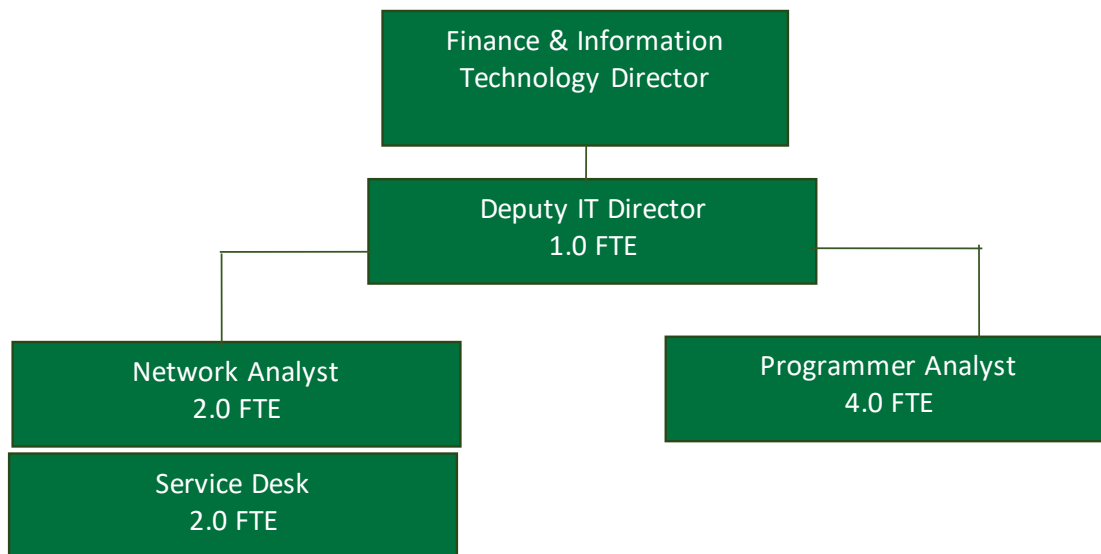 Finance & Information
Technology Director
Deputy IT Director
1.0 FTE
Network Analyst
2.0 FTE
Programmer Analyst
4.0 FTE
Service Desk
2.0 FTE